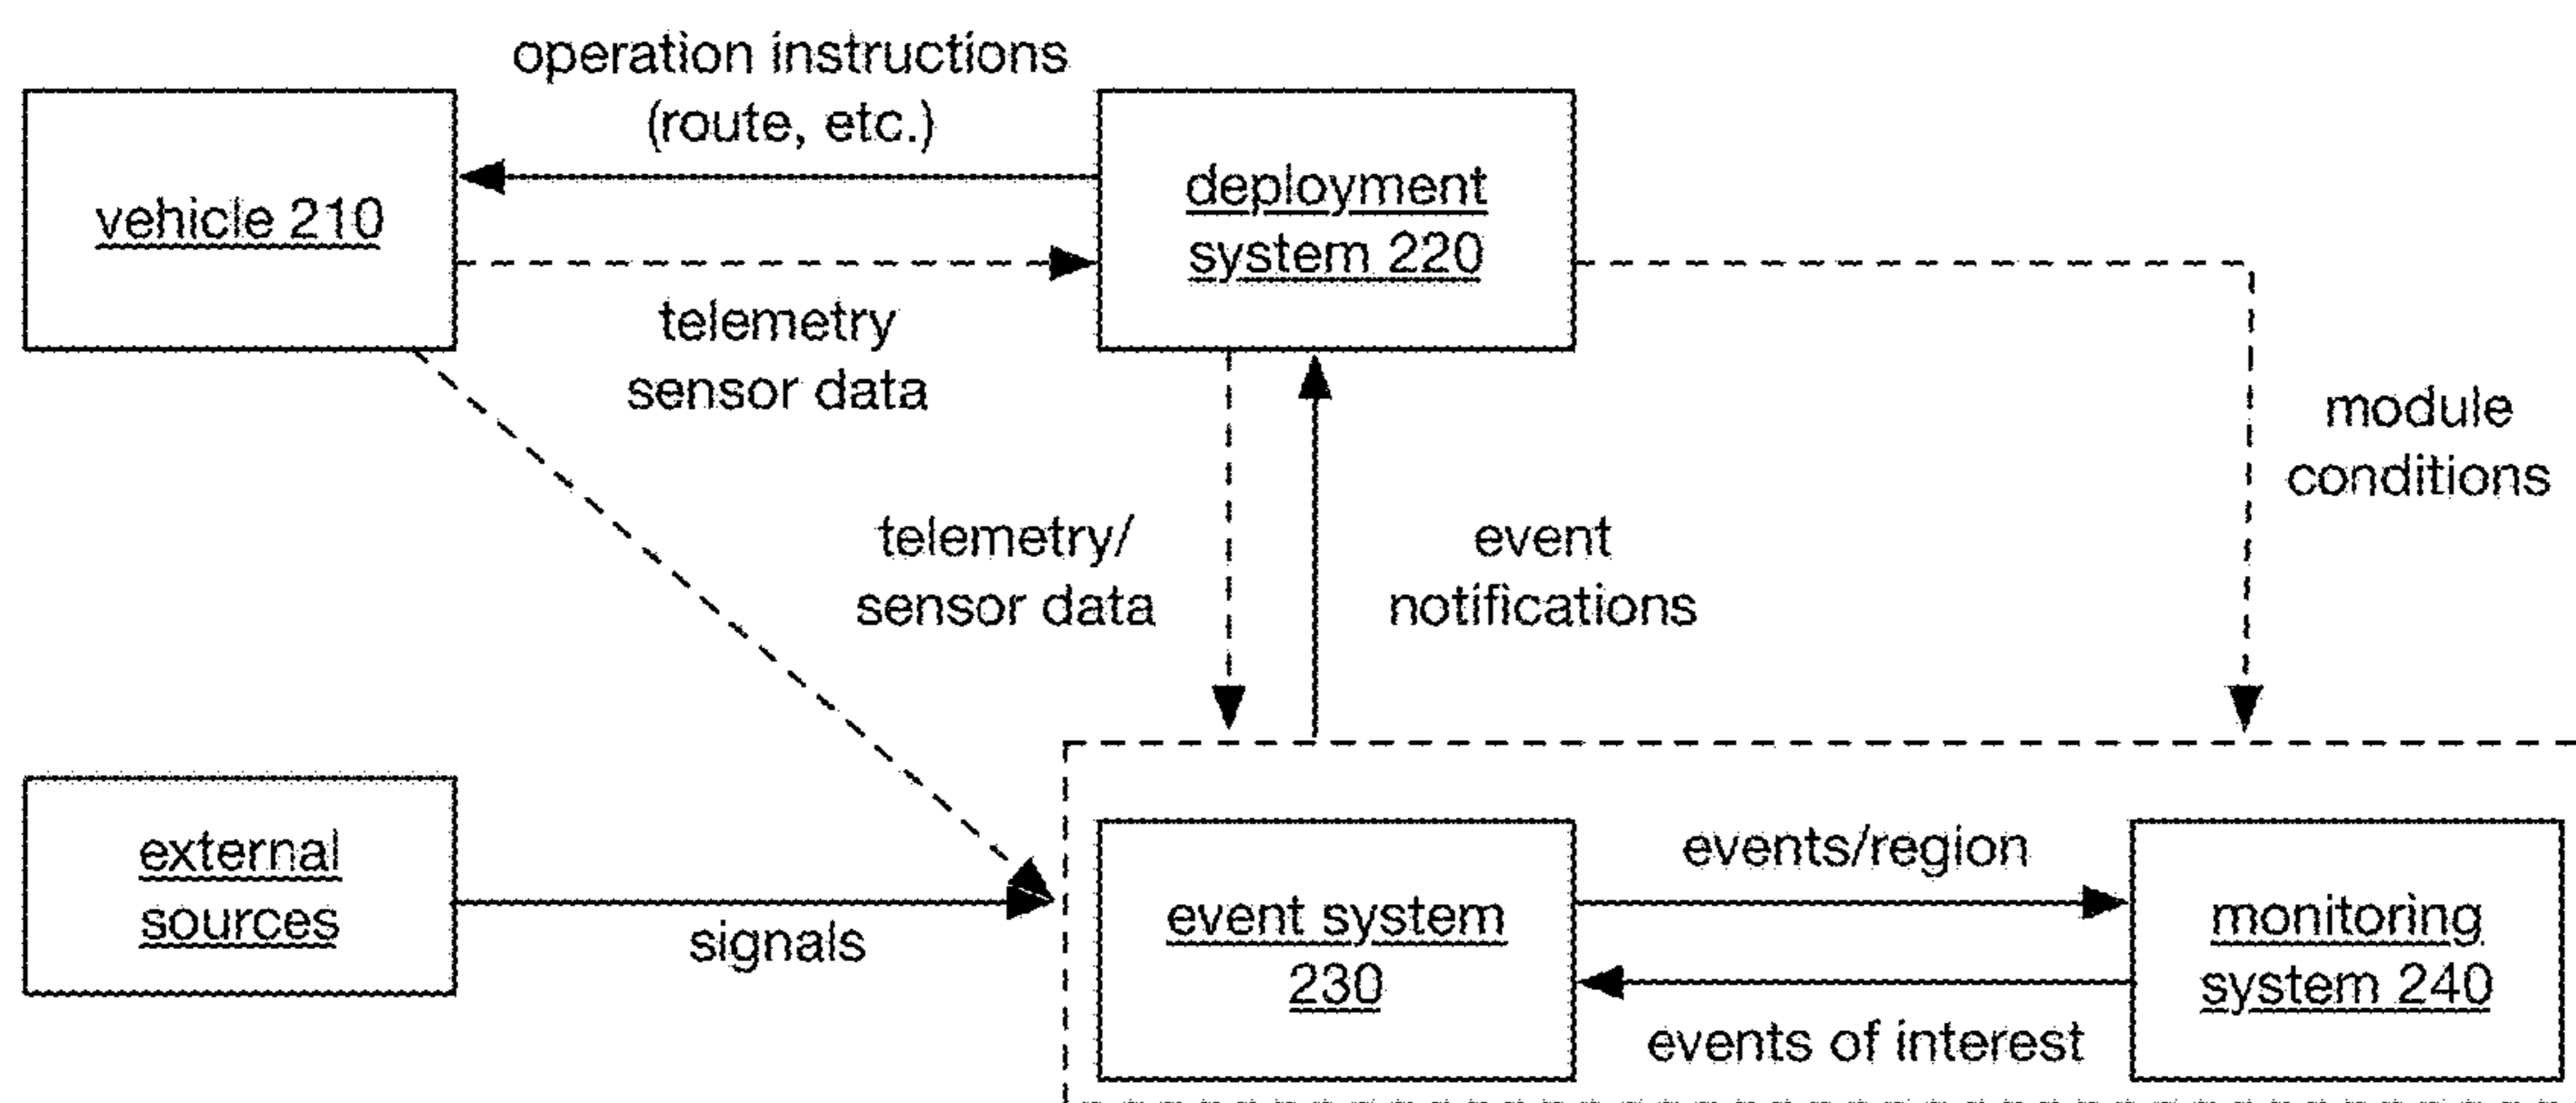 operation instructions
(route, etc.)
vehicle 210
deployment
system 220
telemetry
sensor data
module
conditions
telemetry/
sensor data
event
notifications
external
sources
signals
event system
230
events/region
events of interest
monitoring
system 240